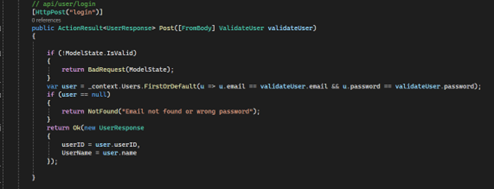 // api/user/login
[HttpPost("login")]
0 references
public ActionResult<UserResponse> Post([FromBody] ValidateUser validateUser)
{
if (!ModelState.IsValid)
{
return BadRequest(ModelState);
}
var user = _context.Users.FirstOrDefault(u => u.email == validateUser.email && u.password == validateUser.password);
if (user == null)
{
return NotFound("Email not found or wrong password");
}
return Ok(new UserResponse
{
userID = user.userID,
UserName = user.name
});
}